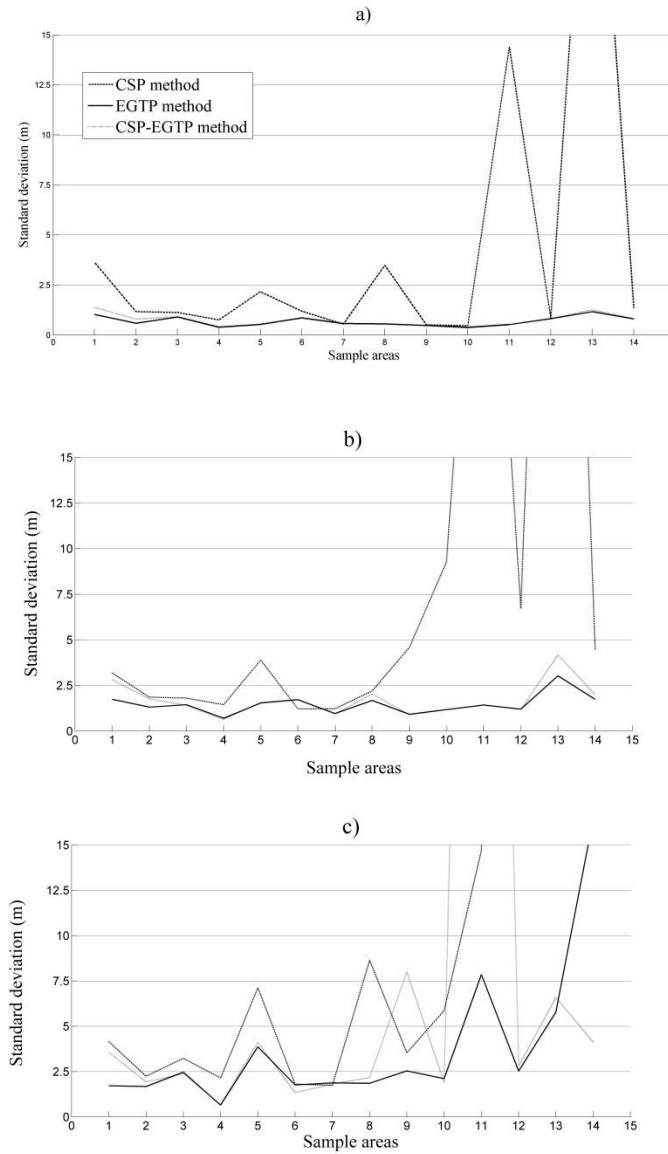 a)
Standard deviation (m)
15
12.5
10
7.5
5
2.5
0
CSP method
EGTP method
CSP-EGTP method
0 1 2 3 4 5 6 7 8 9 10 11 12 13 14
Sample areas
b)
Standard deviation (m)
15
12.5
10
7.5
5
2.5
0
0 1 2 3 4 5 6 7 8 9 10 11 12 13 14 15
Sample areas
c)
Standard deviation (m)
15
12.5
10
7.5
5
2.5
0
0 1 2 3 4 5 6 7 8 9 10 11 12 13 14 15
Sample areas